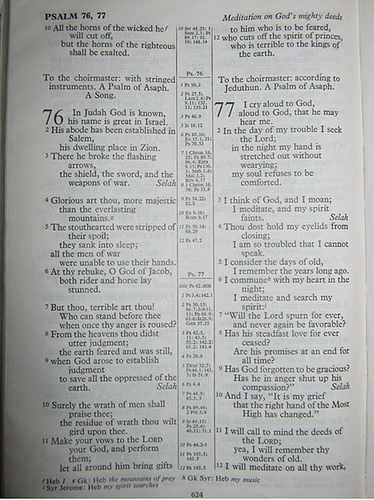 PSALM 76, 77
Meditation on God's mighty deeds
10 All the horns of the wicked he
will cut off,
but the horns of the righteous
shall be exalted.
To the choirmaster: with stringed
instruments. A Psalm of Asaph.
A Song.
76 In Judah God is known,
his name is great in Israel.
2 His abode has been established in
Salem,
his dwelling place in Zion.
3 There he broke the flashing
arrows,
the shield, the sword, and the
weapons of war. Selah
4 Glorious art thou, more majestic
than the everlasting
mountains.g
5 The stouthearted were stripped of
their spoil;
they sank into sleep;
all the men of war
were unable to use their hands.
6 At thy rebuke, O God of Jacob,
both rider and horse lay
stunned.
7 But thou, terrible art thou!
Who can stand before thee
when once thy anger is roused?
8 From the heavens thou didst
utter judgment;
the earth feared and was still,
9 when God arose to establish
judgment
to save all the oppressed of the
earth. Selah
10 Surely the wrath of men shall
praise thee;
the residue of wrath thou wilt
gird upon thee.
11 Make your vows to the LORD
your God, and perform
them;
let all around him bring gifts
Ps. 76
Ps. 77
to him who is to be feared,
12 who cuts off the spirit of princes,
who is terrible to the kings of
the earth.
To the choirmaster: according to
Jeduthun. A Psalm of Asaph.
77 I cry aloud to God,
aloud to God, that he may
hear me.
2 In the day of my trouble I seek
the Lord;
in the night my hand is
stretched out without
wearying;
my soul refuses to be
comforted.
3 I think of God, and I moan;
I meditate, and my spirit
faints. Selah
4 Thou dost hold my eyelids from
closing;
I am so troubled that I cannot
speak.
5 I consider the days of old,
I remember the years long ago.
6 I commune h with my heart in the
night;
I meditate and search my
spirit:i
7 "Will the Lord spurn for ever,
and never again be favorable?
8 Has his steadfast love for ever
ceased?
Are his promises at an end for
all time?
9 Has God forgotten to be gracious?
Has he in anger shut up his
compassion?" Selah
10 And I say, "It is my grief
that the right hand of the Most
High has changed."
11 I will call to mind the deeds of
the LORD;
yea, I will remember thy
wonders of old.
12 I will meditate on all thy work,
g Gk: Heb the mountains of prey h Gk Syr: Heb my music
i Syr Jerome: Heb my spirit searches
624